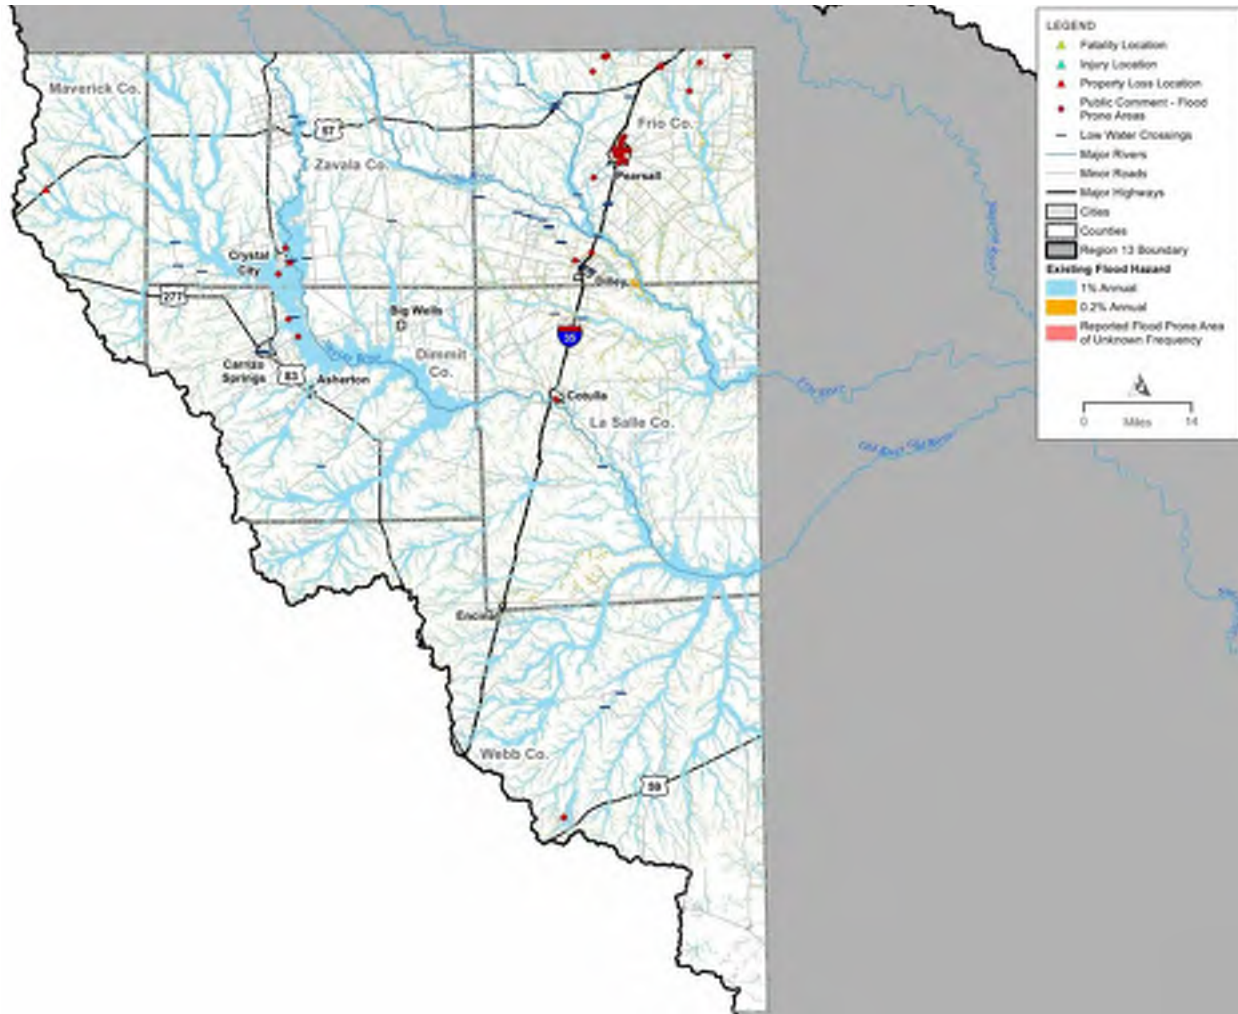 LEGEND
Fatality Location
Injury Location
Property Loss Location
Public Comment - Flood
Prone Areas
Low Water Crossings
Major Rivers
Minor Roads
Major Highways
Cities
Counties
Region 13 Boundary
Existing Flood Hazard
1% Annual
0.2% Annual
Reported Flood Prone Area
of Unknown Frequency
0 Miles 14
Maverick Co.
Frio Co.
57
Zavala Co.
Pearsall
Crystal
City
Dilley
277
Big Wells
35
Dimmit
Co.
Carrizo
Springs
83
Asherton
Cotulla
La Salle Co.
Encinal
Webb Co.
59